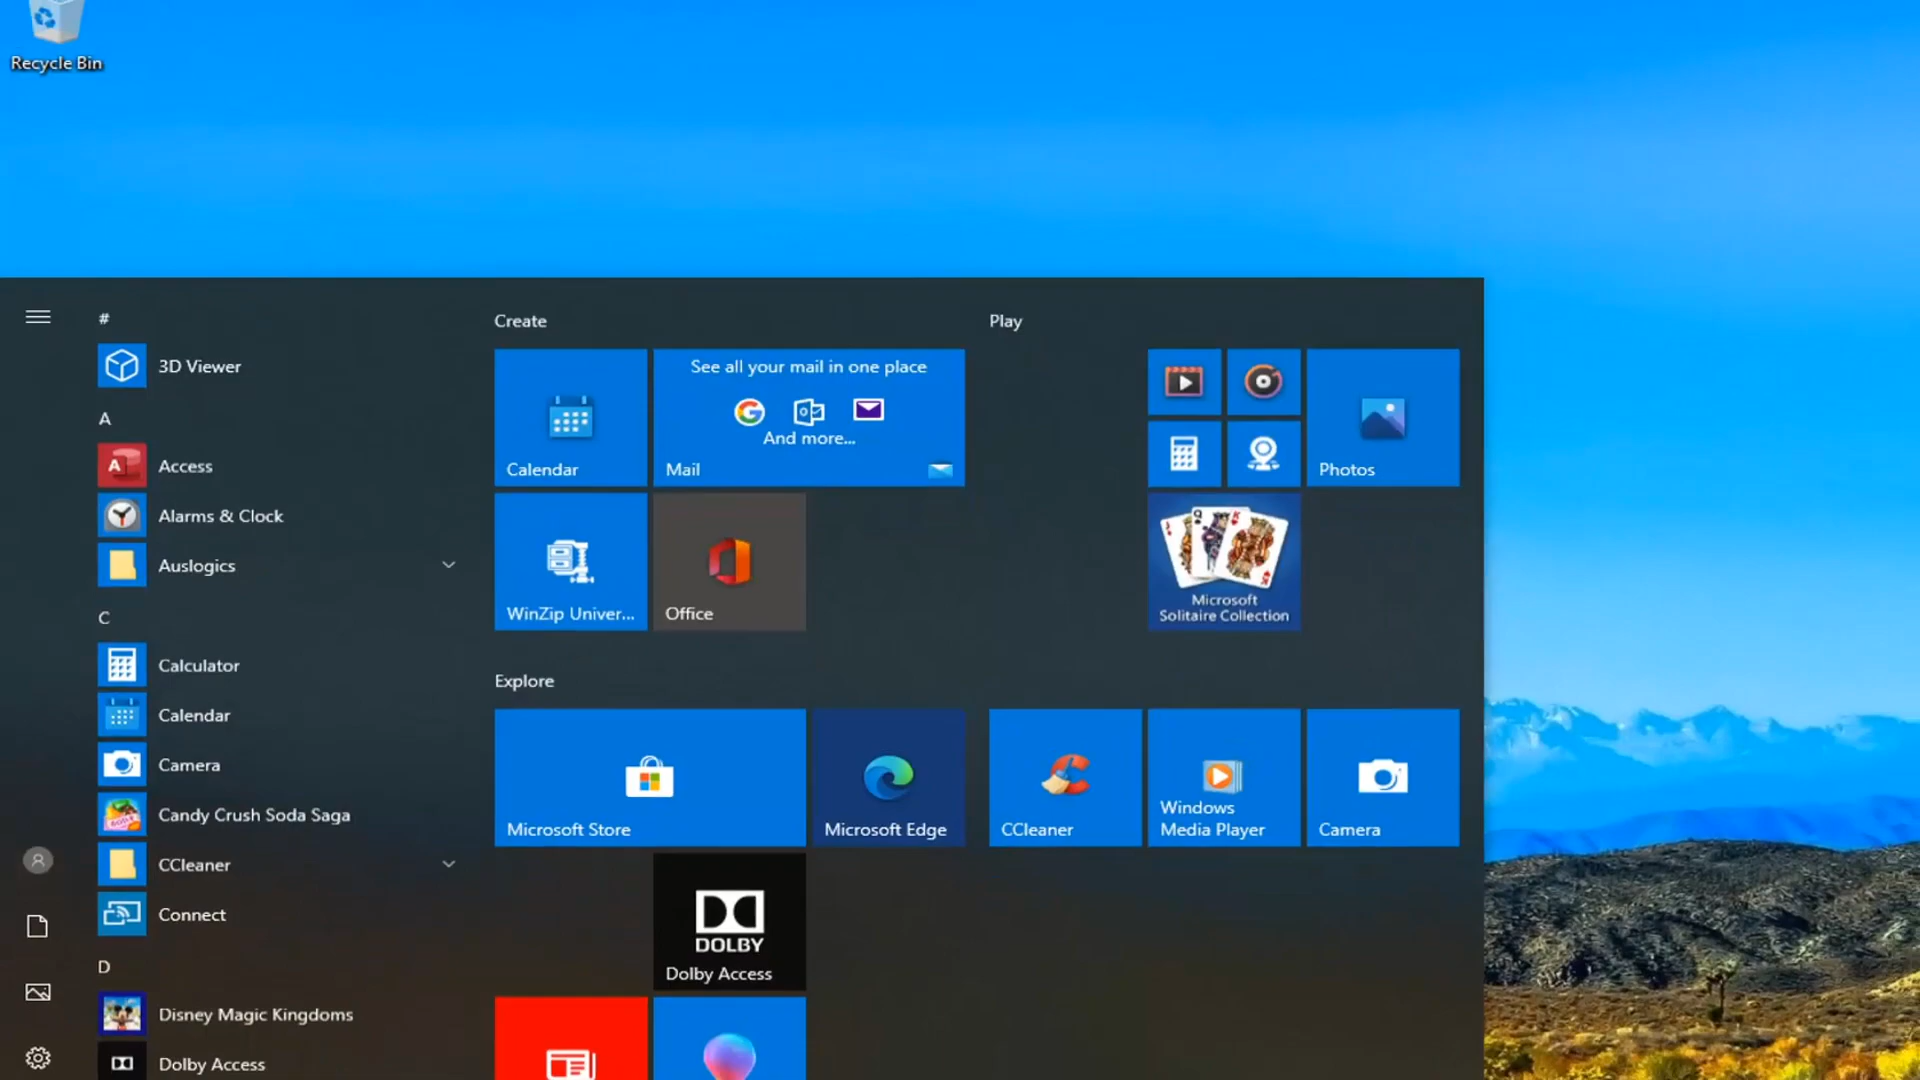 Recycle Bin
#
3D Viewer
A
Access
Alarms & Clock
Auslogics
C
Calculator
Calendar
Camera
Candy Crush Soda Saga
CCleaner
Connect
D
Disney Magic Kingdoms
Dolby Access
Create
Calendar
See all your mail in one place
And more...
Mail
WinZip Univer...
Office
Explore
Microsoft Store
Microsoft Edge
DOLBY
Dolby Access
Play
Photos
Microsoft
Solitaire Collection
CCleaner
Windows
Media Player
Camera